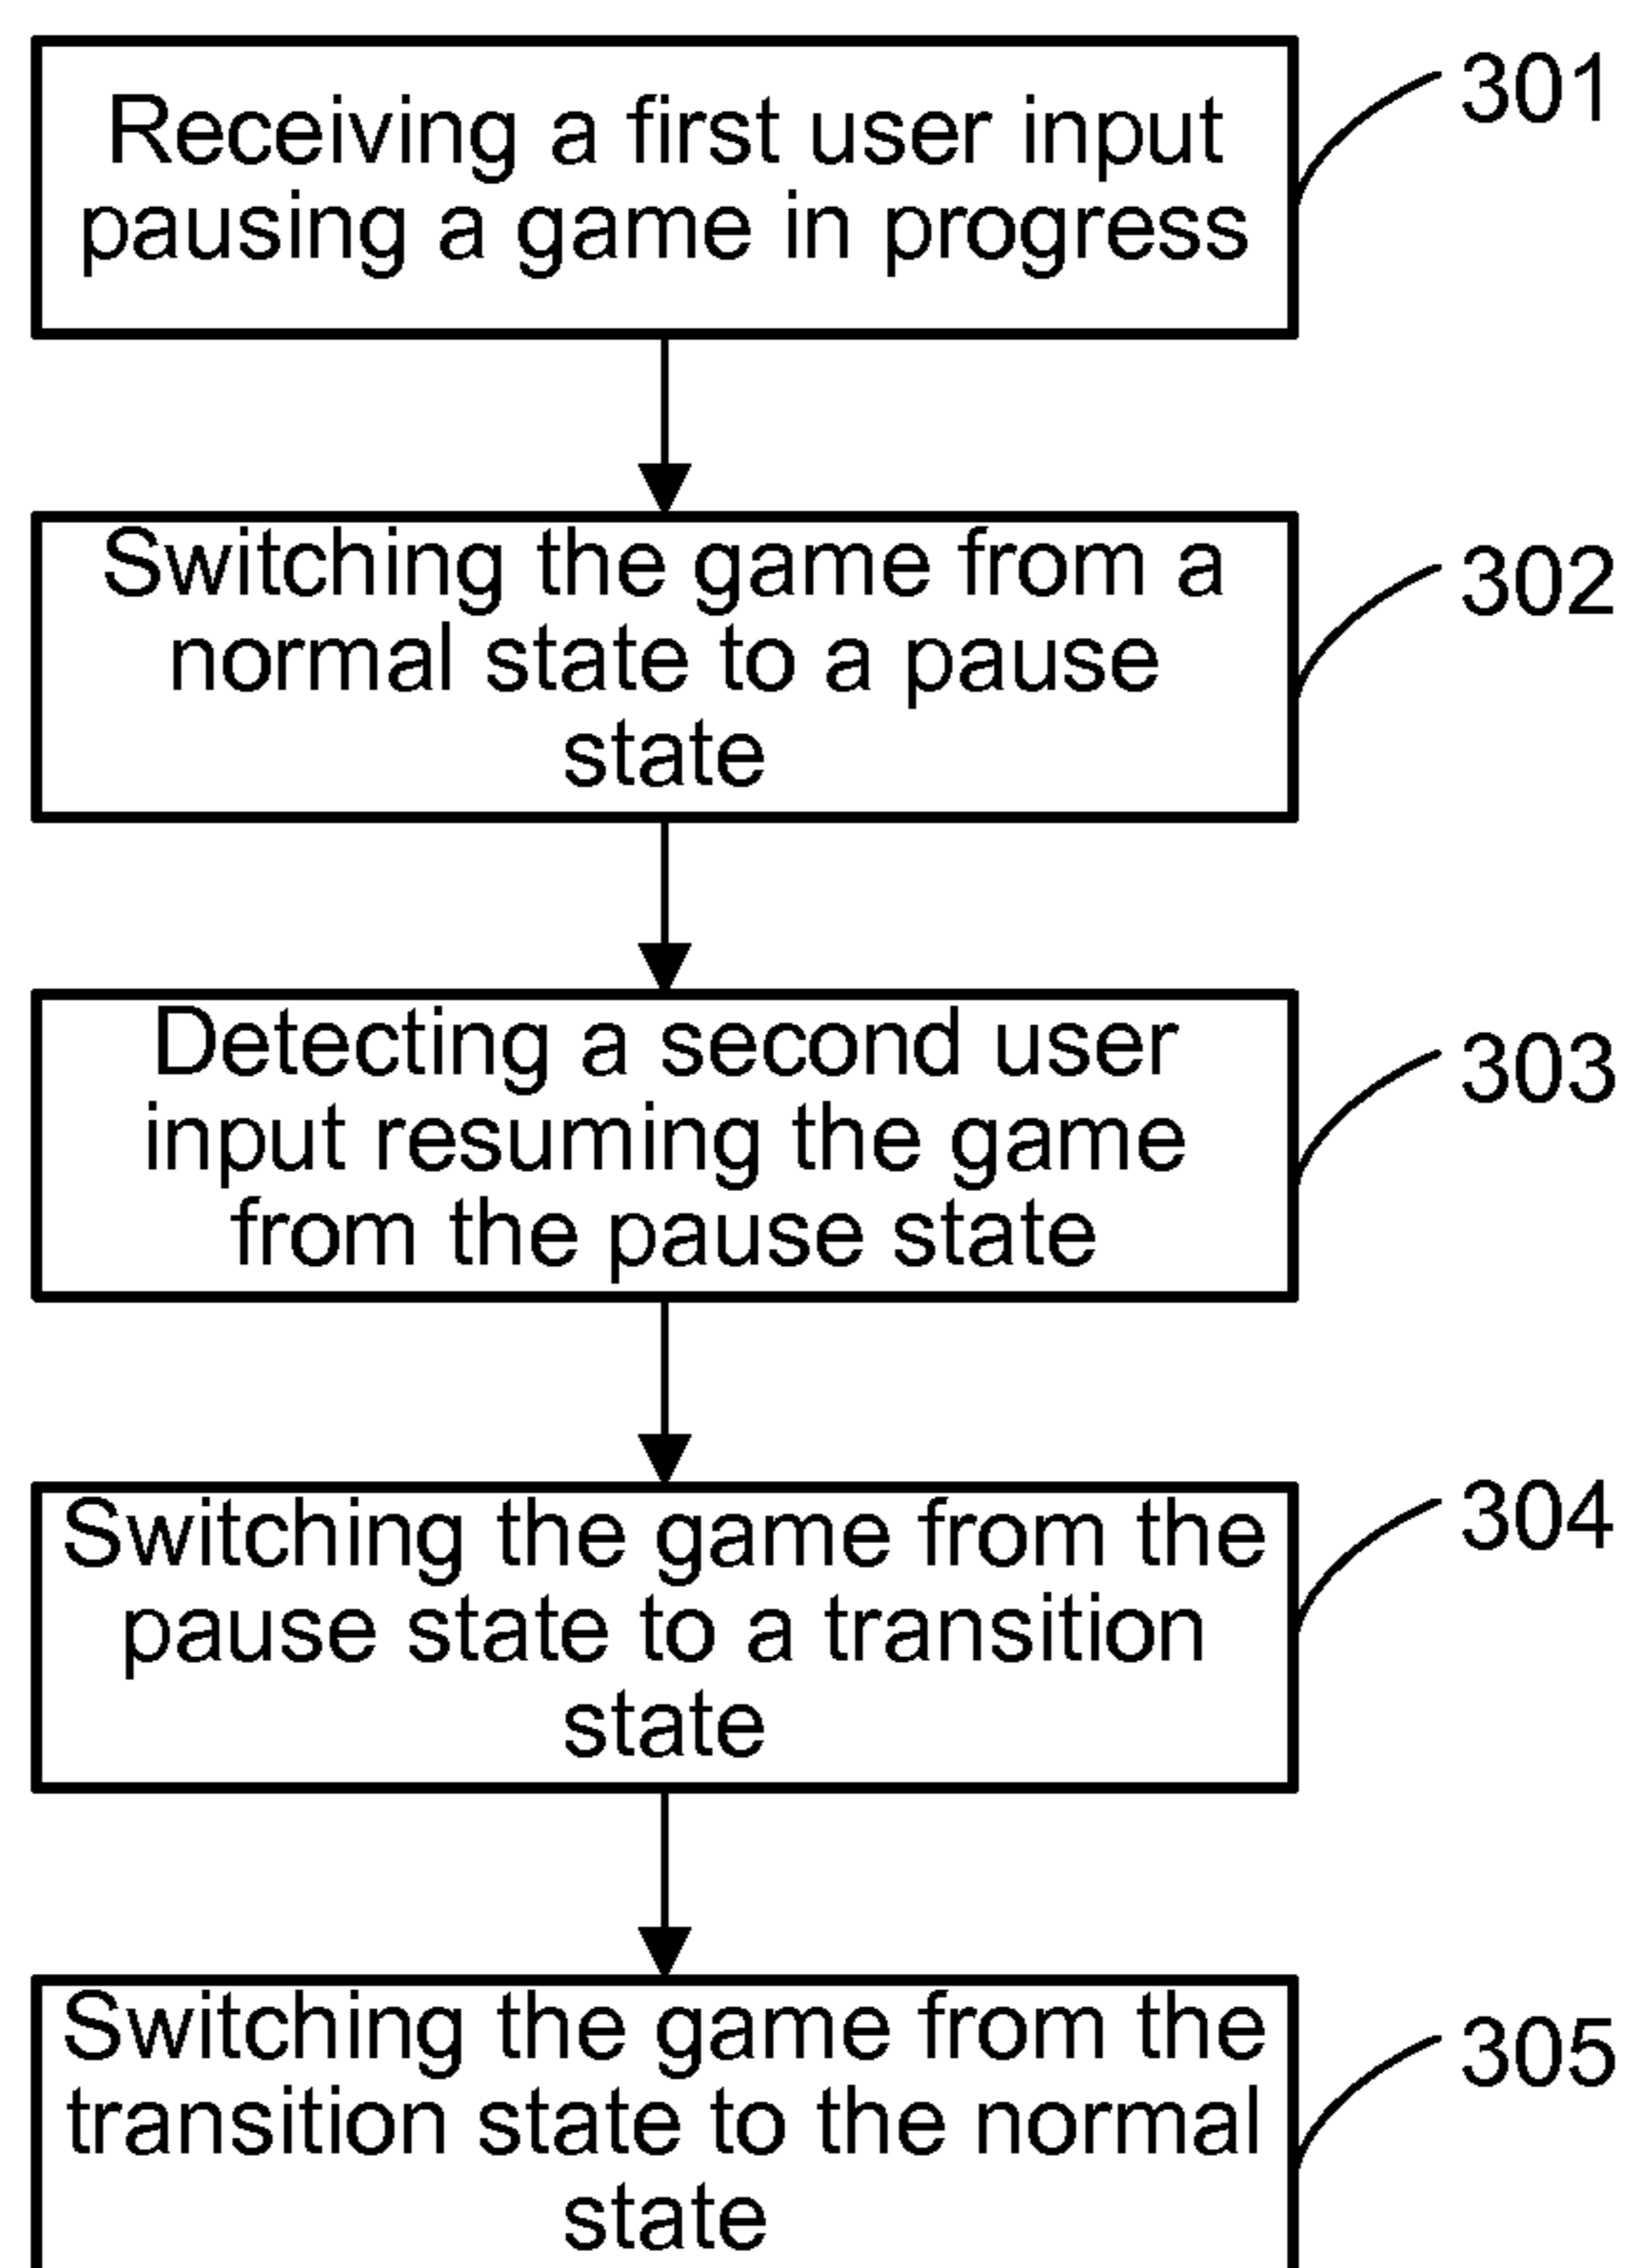 Receiving a first user input
pausing a game in progress
301
Switching the game from a
normal state to a pause
state
302
Detecting a second user
input resuming the game
from the pause state
303
Switching the game from the
pause state to a transition
state
304
Switching the game from the
transition state to the normal
state
305